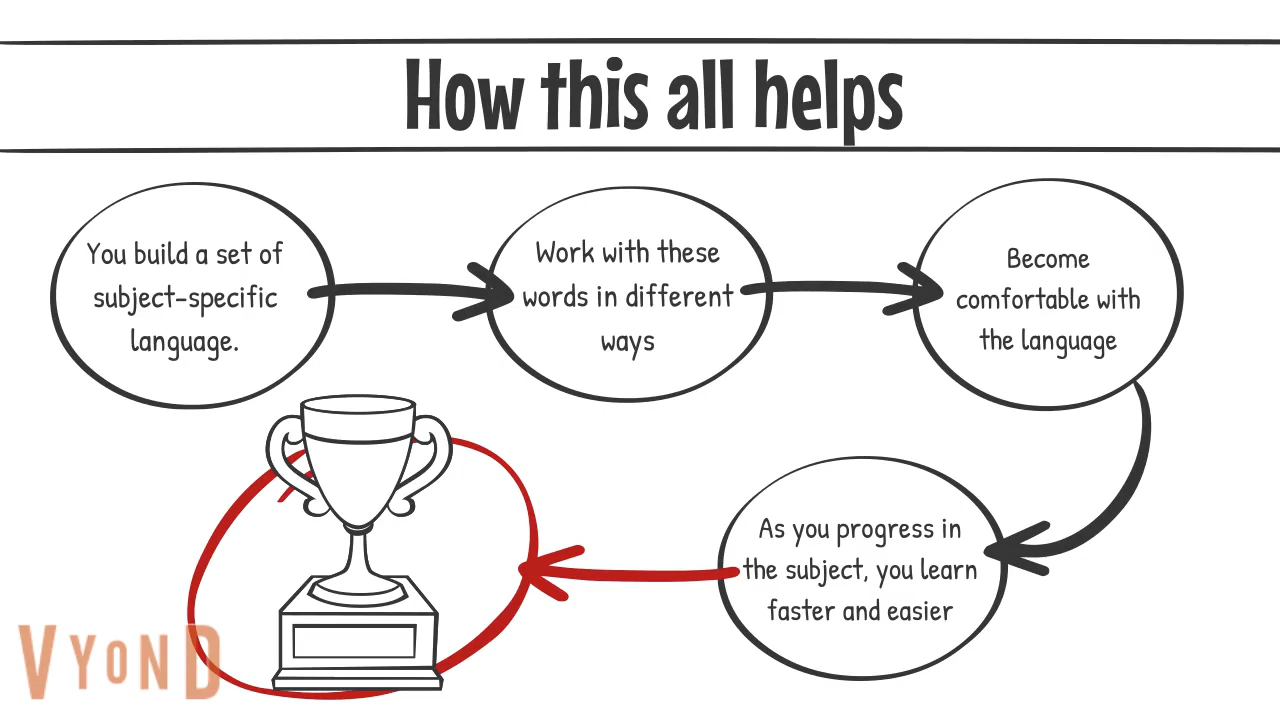 How this all helps
You build a set of
subject-specific
language.
Work with these
words in different
ways
Become
comfortable with
the language
As you progress in
the subject, you learn
faster and easier
VYOND